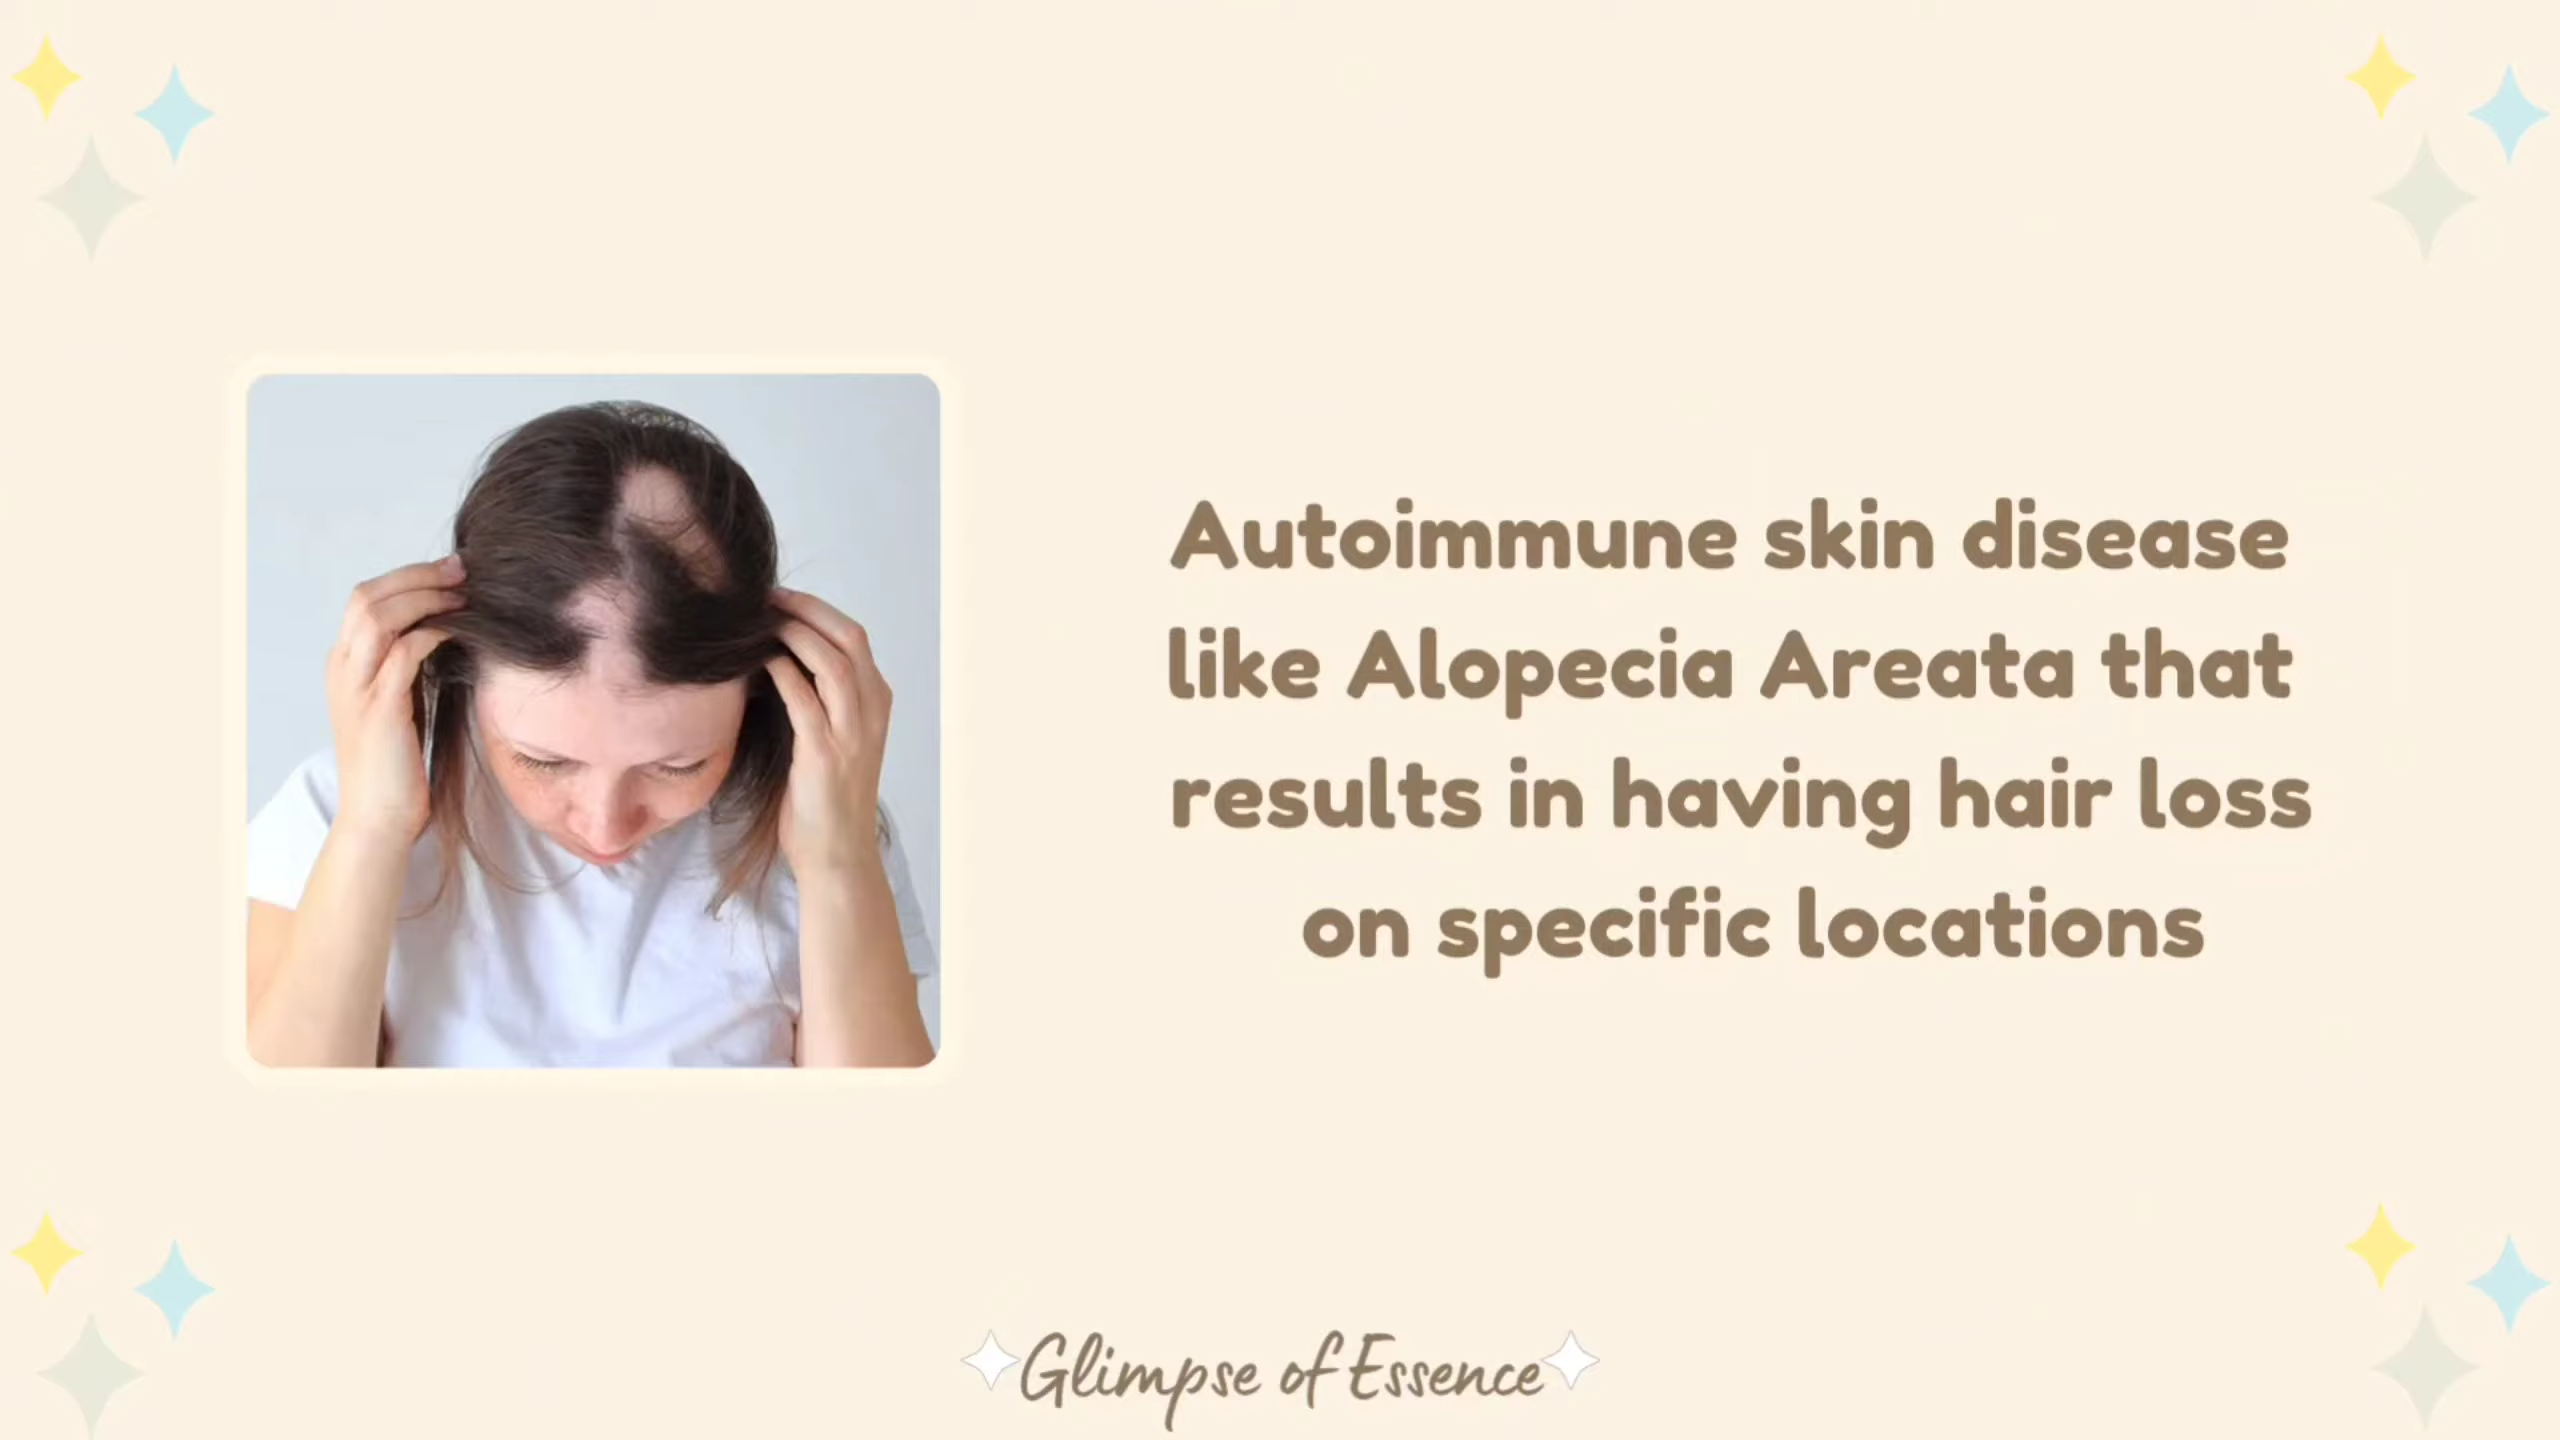 Autoimmune skin disease
like Alopecia Areata that
results in having hair loss
on specific locations
Glimpse of Essence